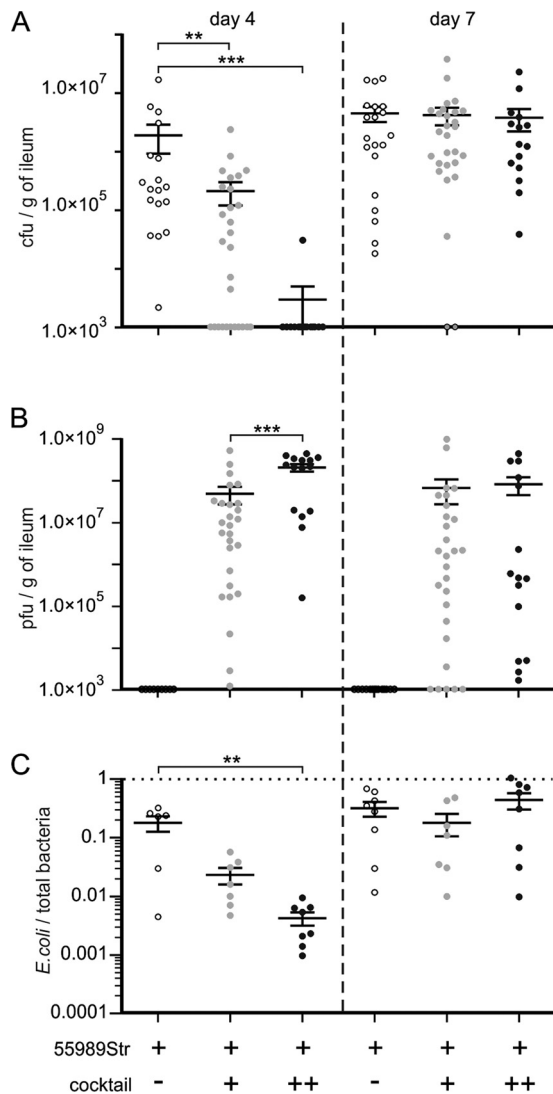 A
day 4
day 7
**
***
1.0×10⁷
1.0×10⁵
1.0×10³
cfu / g of ileum
B
***
1.0×10⁹
1.0×10⁷
1.0×10⁵
1.0×10³
pfu / g of ileum
C
**
1
0.1
0.01
0.001
0.0001
E.coli / total bacteria
55989Str + + + + + +
cocktail - + ++ - + ++